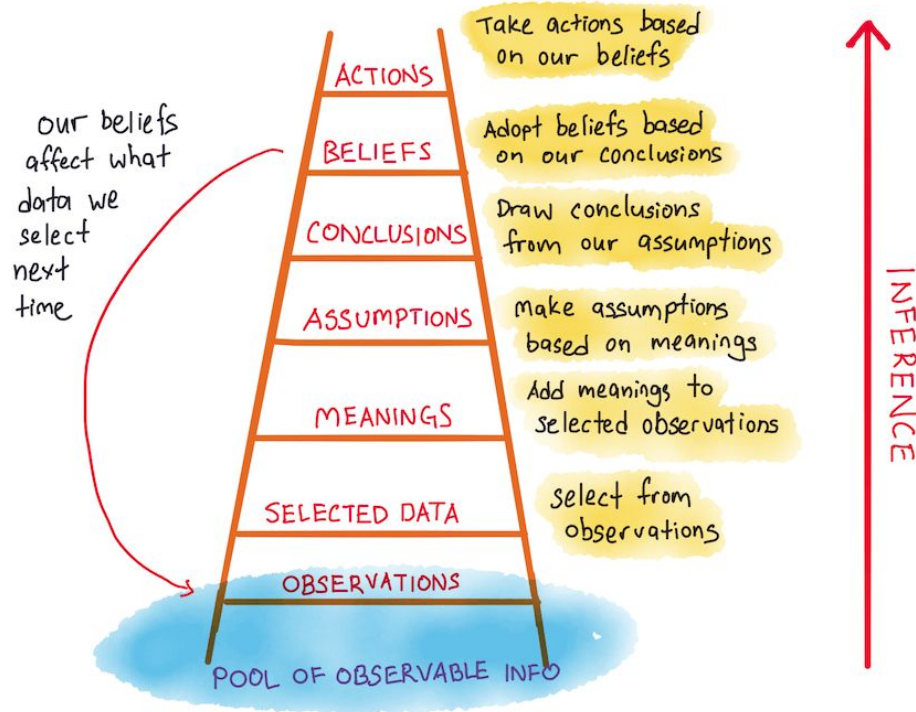 Take actions based
on our beliefs
ACTIONS
our beliefs
affect what
data we
select
next
time
BELIEFS
Adopt beliefs based
on our conclusions
CONCLUSIONS
Draw conclusions
from our assumptions
ASSUMPTIONS
Make assumptions
based on meanings
MEANINGS
Add meanings to
selected observations
SELECTED DATA
select from
observations
OBSERVATIONS
POOL OF OBSERVABLE INFO
INFERENCE